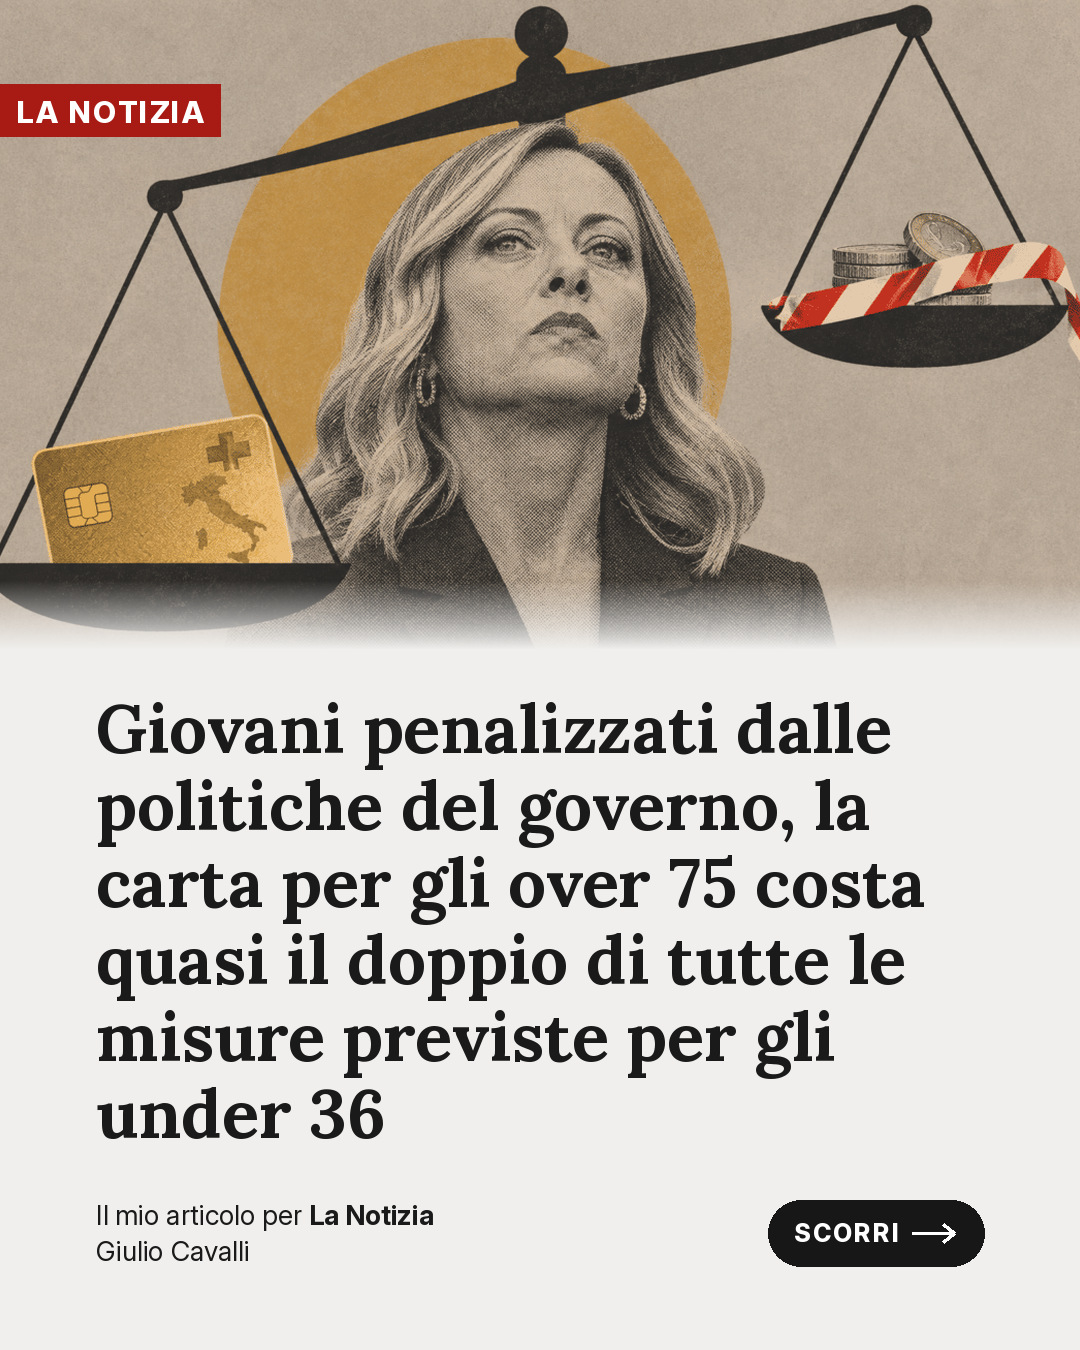 LA NOTIZIA
Giovani penalizzati dalle
politiche del governo, la
carta per gli over 75 costa
quasi il doppio di tutte le
misure previste per gli
under 36
Il mio articolo per La Notizia
Giulio Cavalli
SCORRI